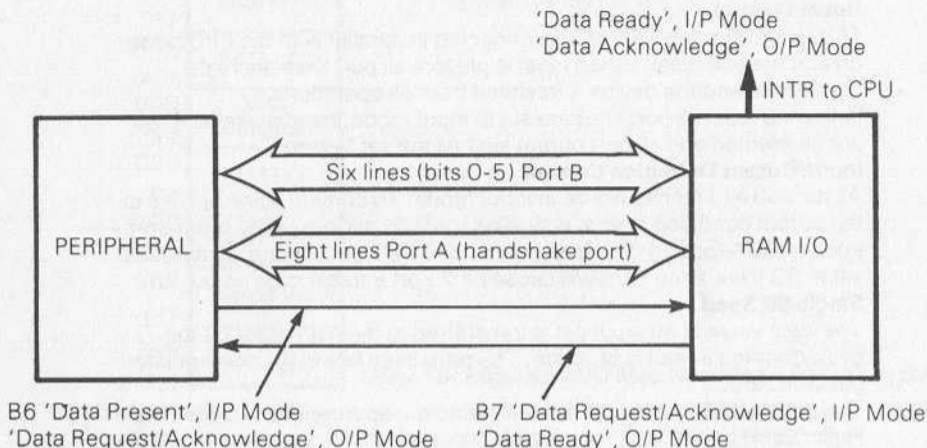 'Data Ready', I/P Mode
'Data Acknowledge', O/P Mode
INTR to CPU
Six lines (bits 0-5) Port B
PERIPHERAL
RAM I/O
Eight lines Port A (handshake port)
B6 'Data Present' I/P Mode
'Data Request/Acknowledge', O/P Mode
B7 'Data Request/Acknowledge', I/P Mode
'Data Ready', O/P Mode